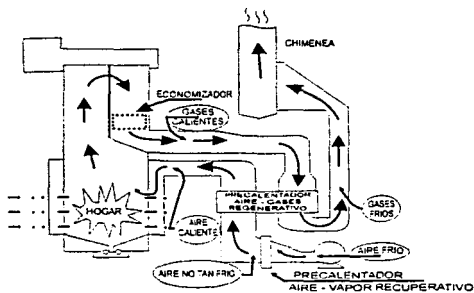 CHIMENEA
ECONOMIZADOR
GASES
CALIENTES
PRECALENTADOR
AIRE - GASES
REGENERATIVO
GASES
FRIOS
HOGAR
AIRE
CALIENTE
AIRE FRIO
AIRE NO TAN FRIO
PRECALENTADOR
AIRE - VAPOR RECUPERATIVO